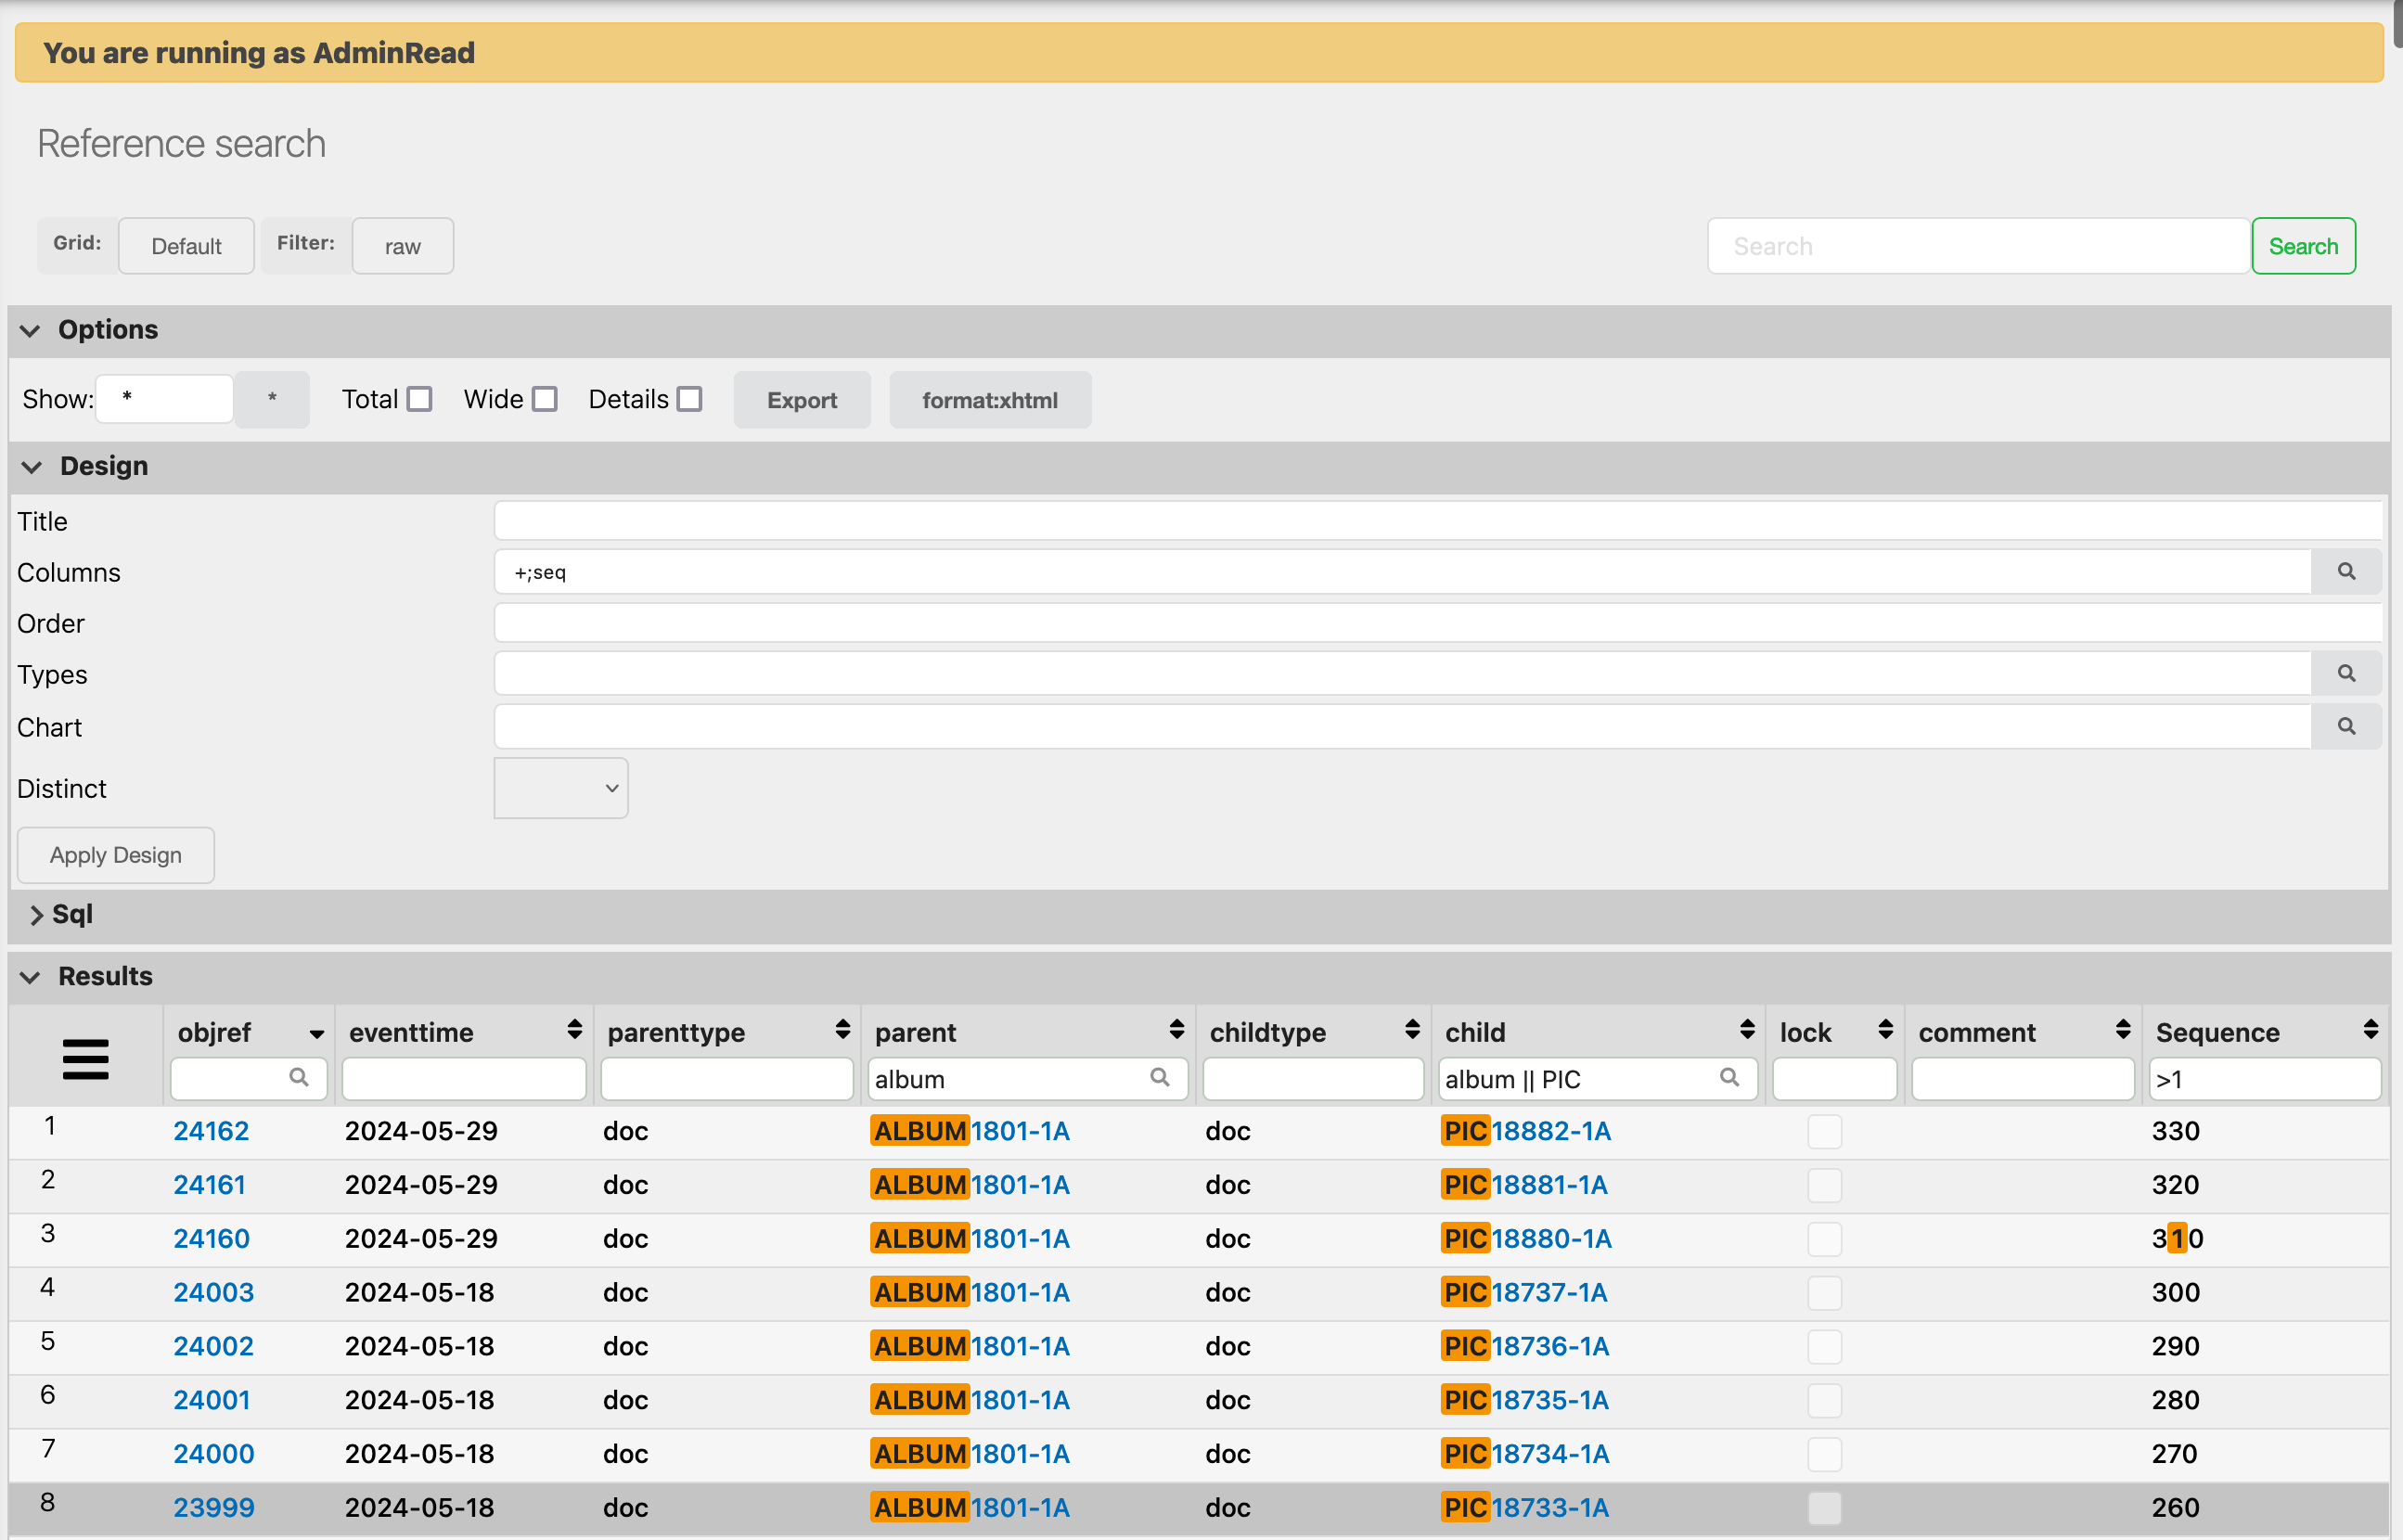 You are running as AdminRead
Reference search
Grid: Default Filter: raw Search Search
Options
Show: * * Total Wide Details Export format:xhtml
Design
Title
Columns +;seq
Order
Types
Chart
Distinct
Apply Design
Sql
Results
objref eventtime parenttype parent childtype child lock comment Sequence
album album || PIC >1
1 24162 2024-05-29 doc ALBUM1801-1A doc PIC18882-1A 330
2 24161 2024-05-29 doc ALBUM1801-1A doc PIC18881-1A 320
3 24160 2024-05-29 doc ALBUM1801-1A doc PIC18880-1A 310
4 24003 2024-05-18 doc ALBUM1801-1A doc PIC18737-1A 300
5 24002 2024-05-18 doc ALBUM1801-1A doc PIC18736-1A 290
6 24001 2024-05-18 doc ALBUM1801-1A doc PIC18735-1A 280
7 24000 2024-05-18 doc ALBUM1801-1A doc PIC18734-1A 270
8 23999 2024-05-18 doc ALBUM1801-1A doc PIC18733-1A 260